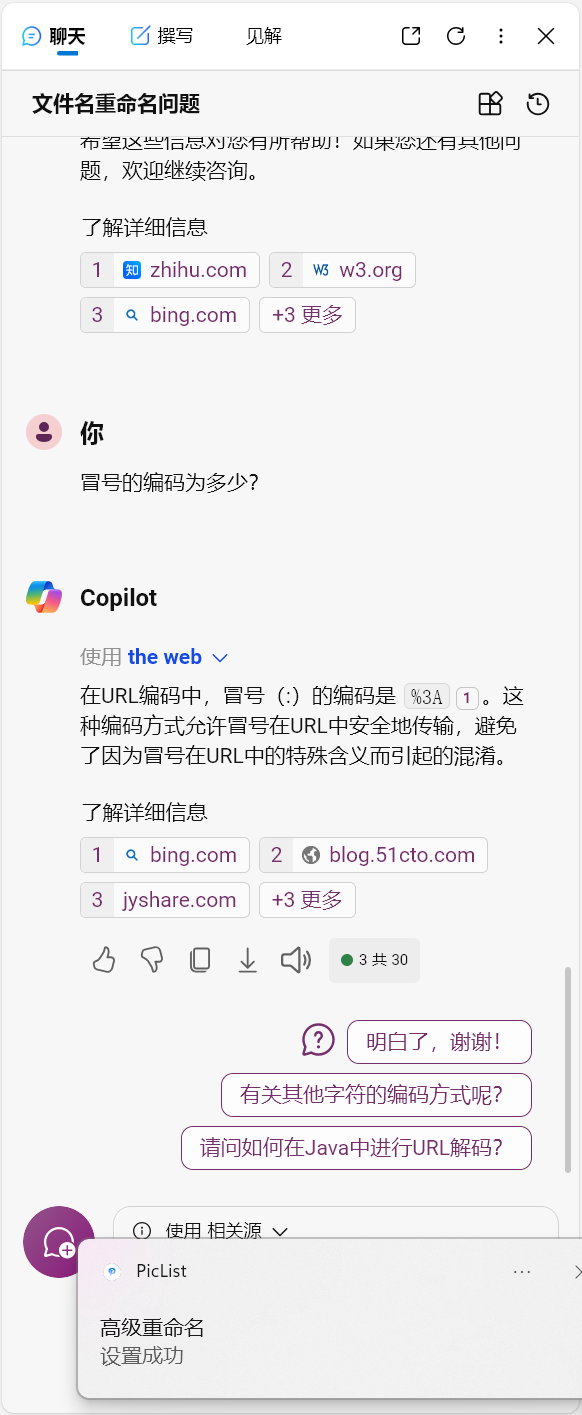 聊天 撰写 见解
文件名重命名问题
希望这些信息对您有所帮助！如果您还有其他问
题，欢迎继续咨询。
了解详细信息
1 知 zhihu.com 2 W3 w3.org
3 bing.com +3 更多
你
冒号的编码为多少？
Copilot
使用 the web
在URL编码中，冒号（:）的编码是 %3A 1 。这
种编码方式允许冒号在URL中安全地传输，避免
了因为冒号在URL中的特殊含义而引起的混淆。
了解详细信息
1 bing.com 2 blog.51cto.com
3 jyshare.com +3 更多
3 共 30
明白了，谢谢！
有关其他字符的编码方式呢？
请问如何在Java中进行URL解码？
使用 相关源
PicList
高级重命名
设置成功